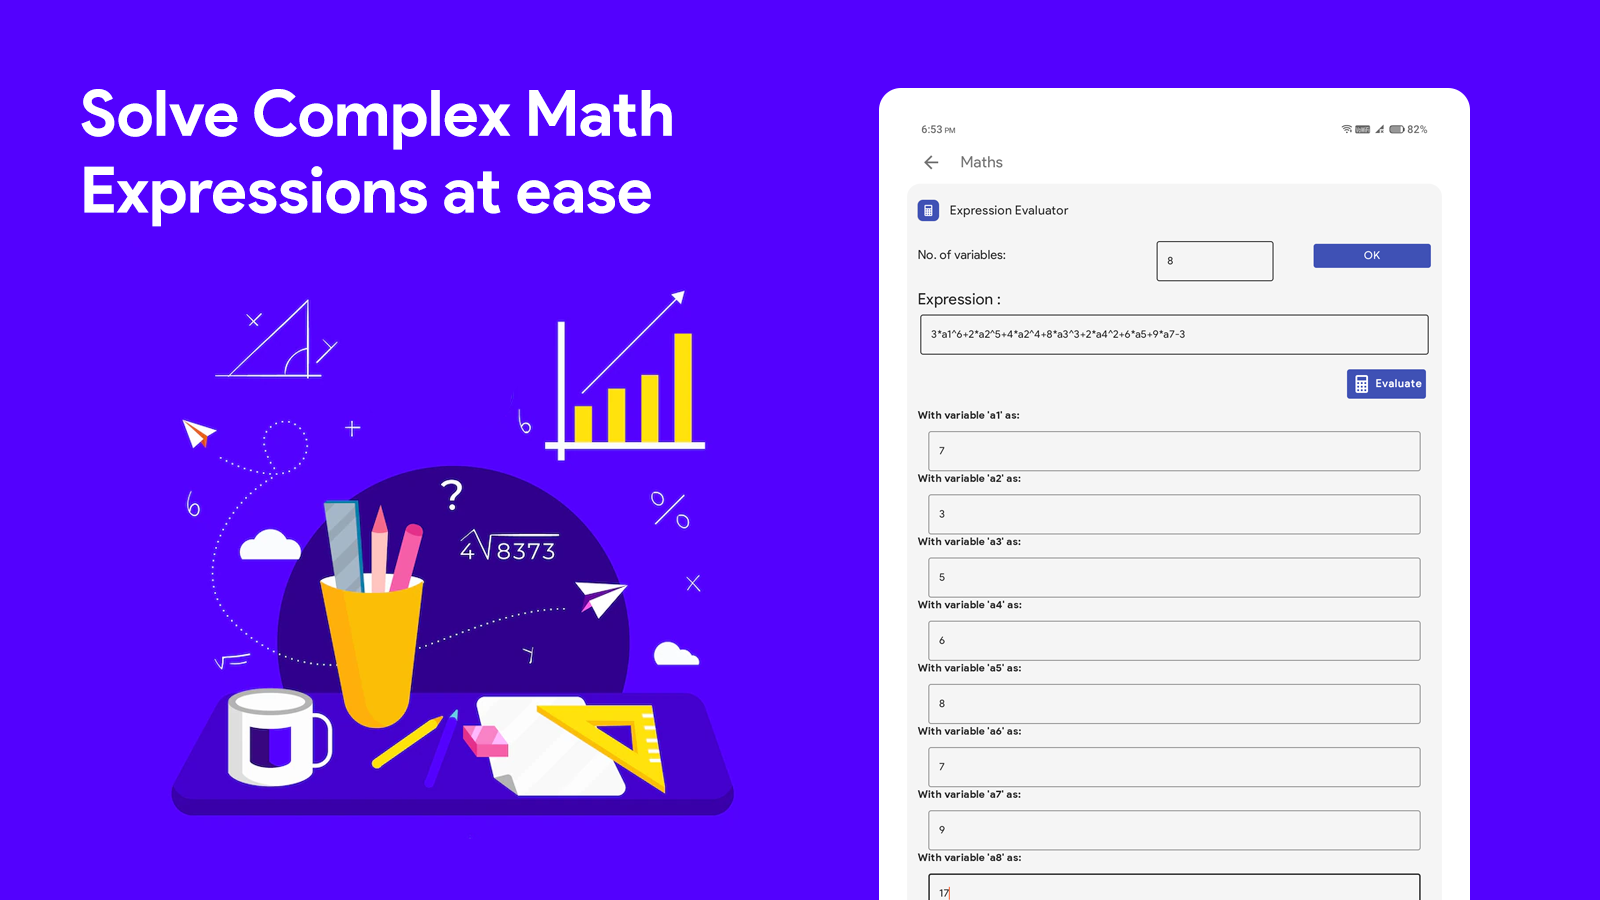 Solve Complex Math
Expressions at ease
×
6
+
6
?
4√8373
%
×
6:53 PM
82%
Maths
Expression Evaluator
No. of variables:
8
OK
Expression :
3*a1^6+2*a2^5+4*a2^4+8*a3^3+2*a4^2+6*a5+9*a7-3
Evaluate
With variable 'a1' as:
7
With variable 'a2' as:
3
With variable 'a3' as:
5
With variable 'a4' as:
6
With variable 'a5' as:
8
With variable 'a6' as:
7
With variable 'a7' as:
9
With variable 'a8' as:
17